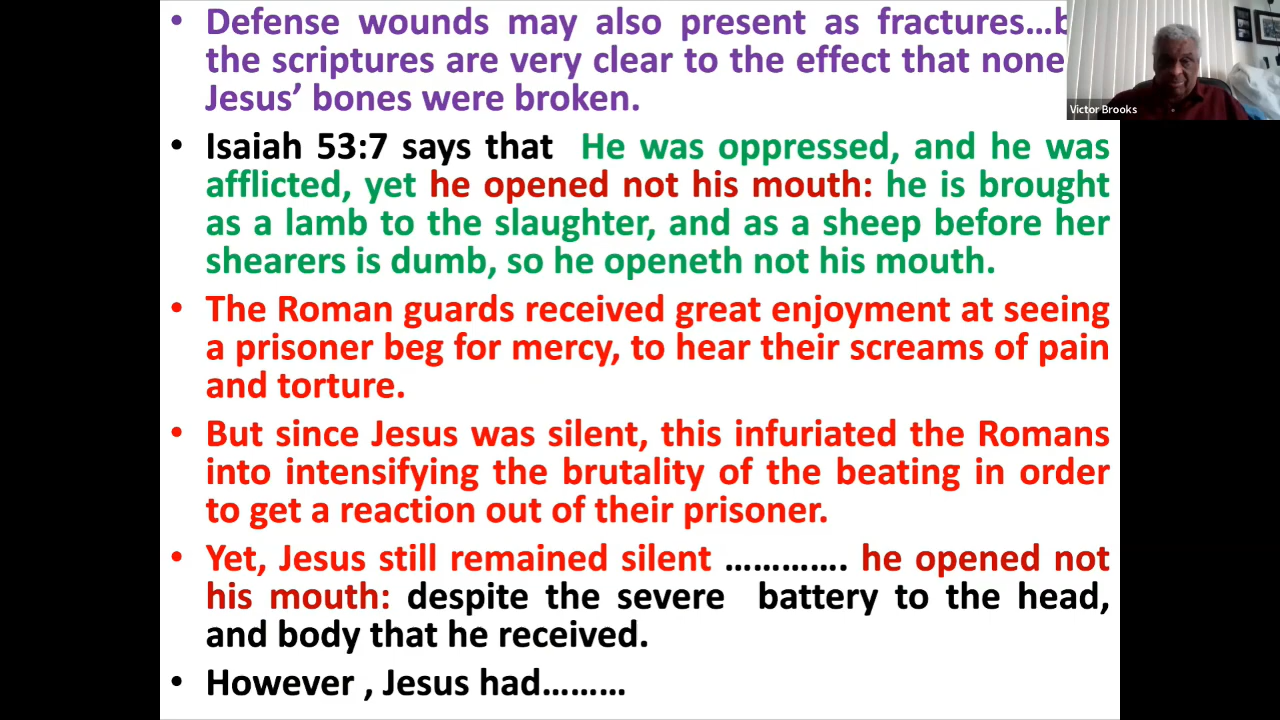 • Defense wounds may also present as fractures…
the scriptures are very clear to the effect that none
Jesus’ bones were broken.
Victor Brooks
• Isaiah 53:7 says that He was oppressed, and he was
afflicted, yet he opened not his mouth: he is brought
as a lamb to the slaughter, and as a sheep before her
shearers is dumb, so he openeth not his mouth.
• The Roman guards received great enjoyment at seeing
a prisoner beg for mercy, to hear their screams of pain
and torture.
• But since Jesus was silent, this infuriated the Romans
into intensifying the brutality of the beating in order
to get a reaction out of their prisoner.
• Yet, Jesus still remained silent …………. he opened not
his mouth: despite the severe battery to the head,
and body that he received.
• However , Jesus had………